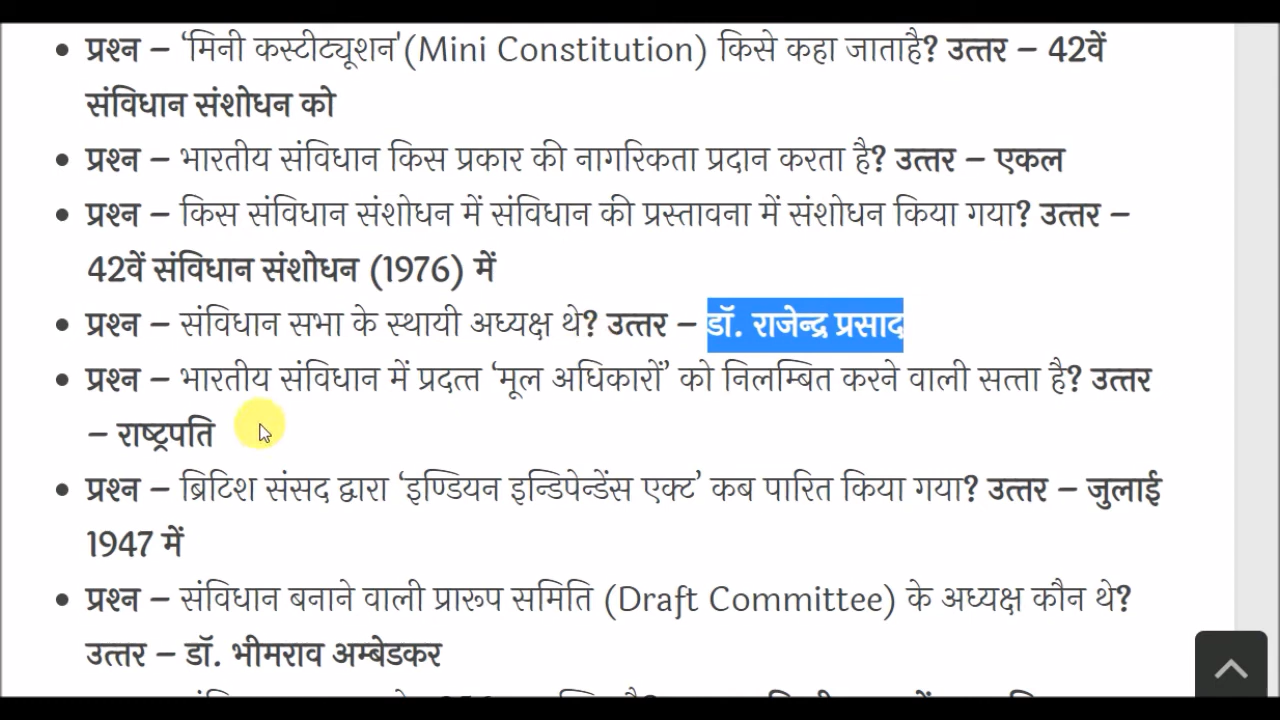 • प्रश्न – ‘मिनी कस्टीट्यूशन'(Mini Constitution) किसे कहा जाताहै? उत्तर – 42वें
संविधान संशोधन को
• प्रश्न – भारतीय संविधान किस प्रकार की नागरिकता प्रदान करता है? उत्तर – एकल
• प्रश्न – किस संविधान संशोधन में संविधान की प्रस्तावना में संशोधन किया गया? उत्तर –
42वें संविधान संशोधन (1976) में
• प्रश्न – संविधान सभा के स्थायी अध्यक्ष थे? उत्तर – डॉ. राजेन्द्र प्रसाद
• प्रश्न – भारतीय संविधान में प्रदत्त ‘मूल अधिकारों’ को निलम्बित करने वाली सत्ता है? उत्तर
– राष्ट्रपति
• प्रश्न – ब्रिटिश संसद द्वारा ‘इण्डियन इन्डिपेन्डेंस एक्ट’ कब पारित किया गया? उत्तर – जुलाई
1947 में
• प्रश्न – संविधान बनाने वाली प्रारूप समिति (Draft Committee) के अध्यक्ष कौन थे?
उत्तर – डॉ. भीमराव अम्बेडकर